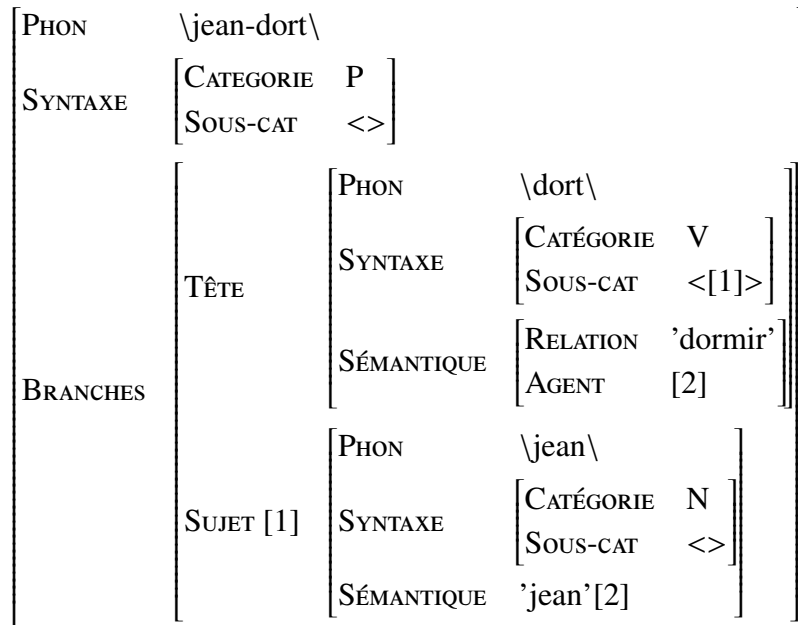 PHON \jean-dort\
SYNTAXE
CATEGORIE P
SOUS-CAT <>
BRANCHES
TÊTE
PHON \dort\
SYNTAXE
CATÉGORIE V
SOUS-CAT <[1]>
SÉMANTIQUE
RELATION ’dormir’
AGENT [2]
SUJET [1]
PHON \jean\
SYNTAXE
CATÉGORIE N
SOUS-CAT <>
SÉMANTIQUE ’jean’[2]